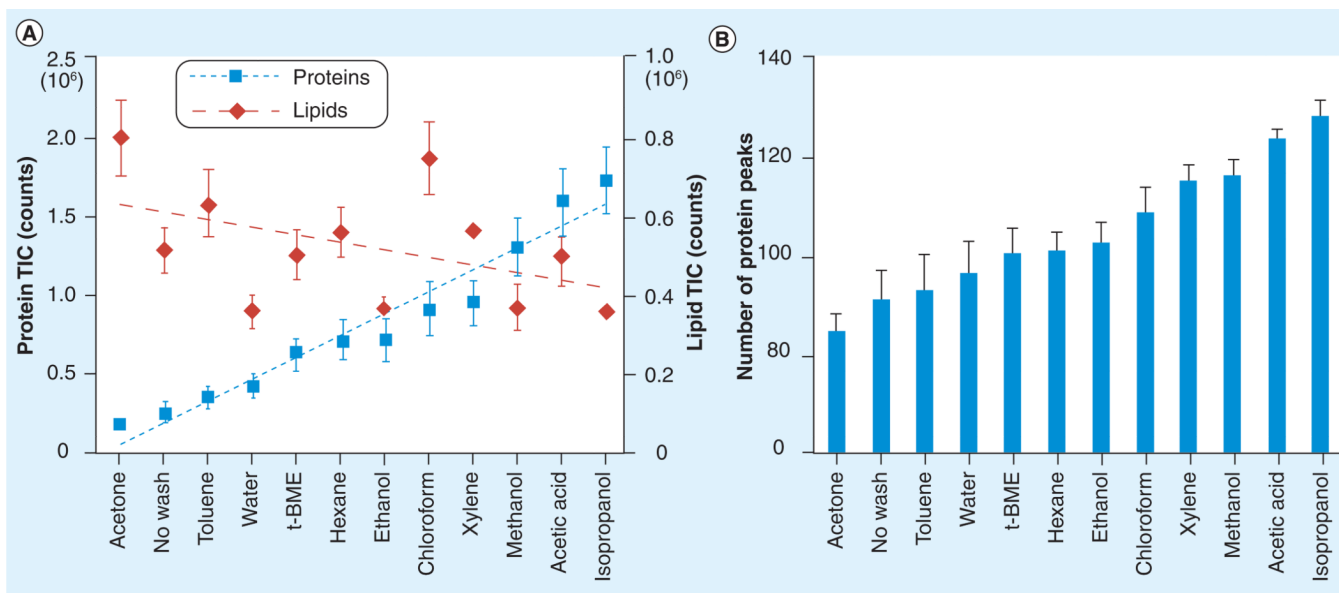 A
2.5
(10⁶)
2.0
1.5
1.0
0.5
0
Protein TIC (counts)
Proteins
Lipids
1.0
(10⁶)
0.8
0.6
0.4
0.2
0
Lipid TIC (counts)
Acetone
No wash
Toluene
Water
t-BME
Hexane
Ethanol
Chloroform
Xylene
Methanol
Acetic acid
Isopropanol
B
140
120
100
80
0
Number of protein peaks
Acetone
No wash
Toluene
Water
t-BME
Hexane
Ethanol
Chloroform
Xylene
Methanol
Acetic acid
Isopropanol